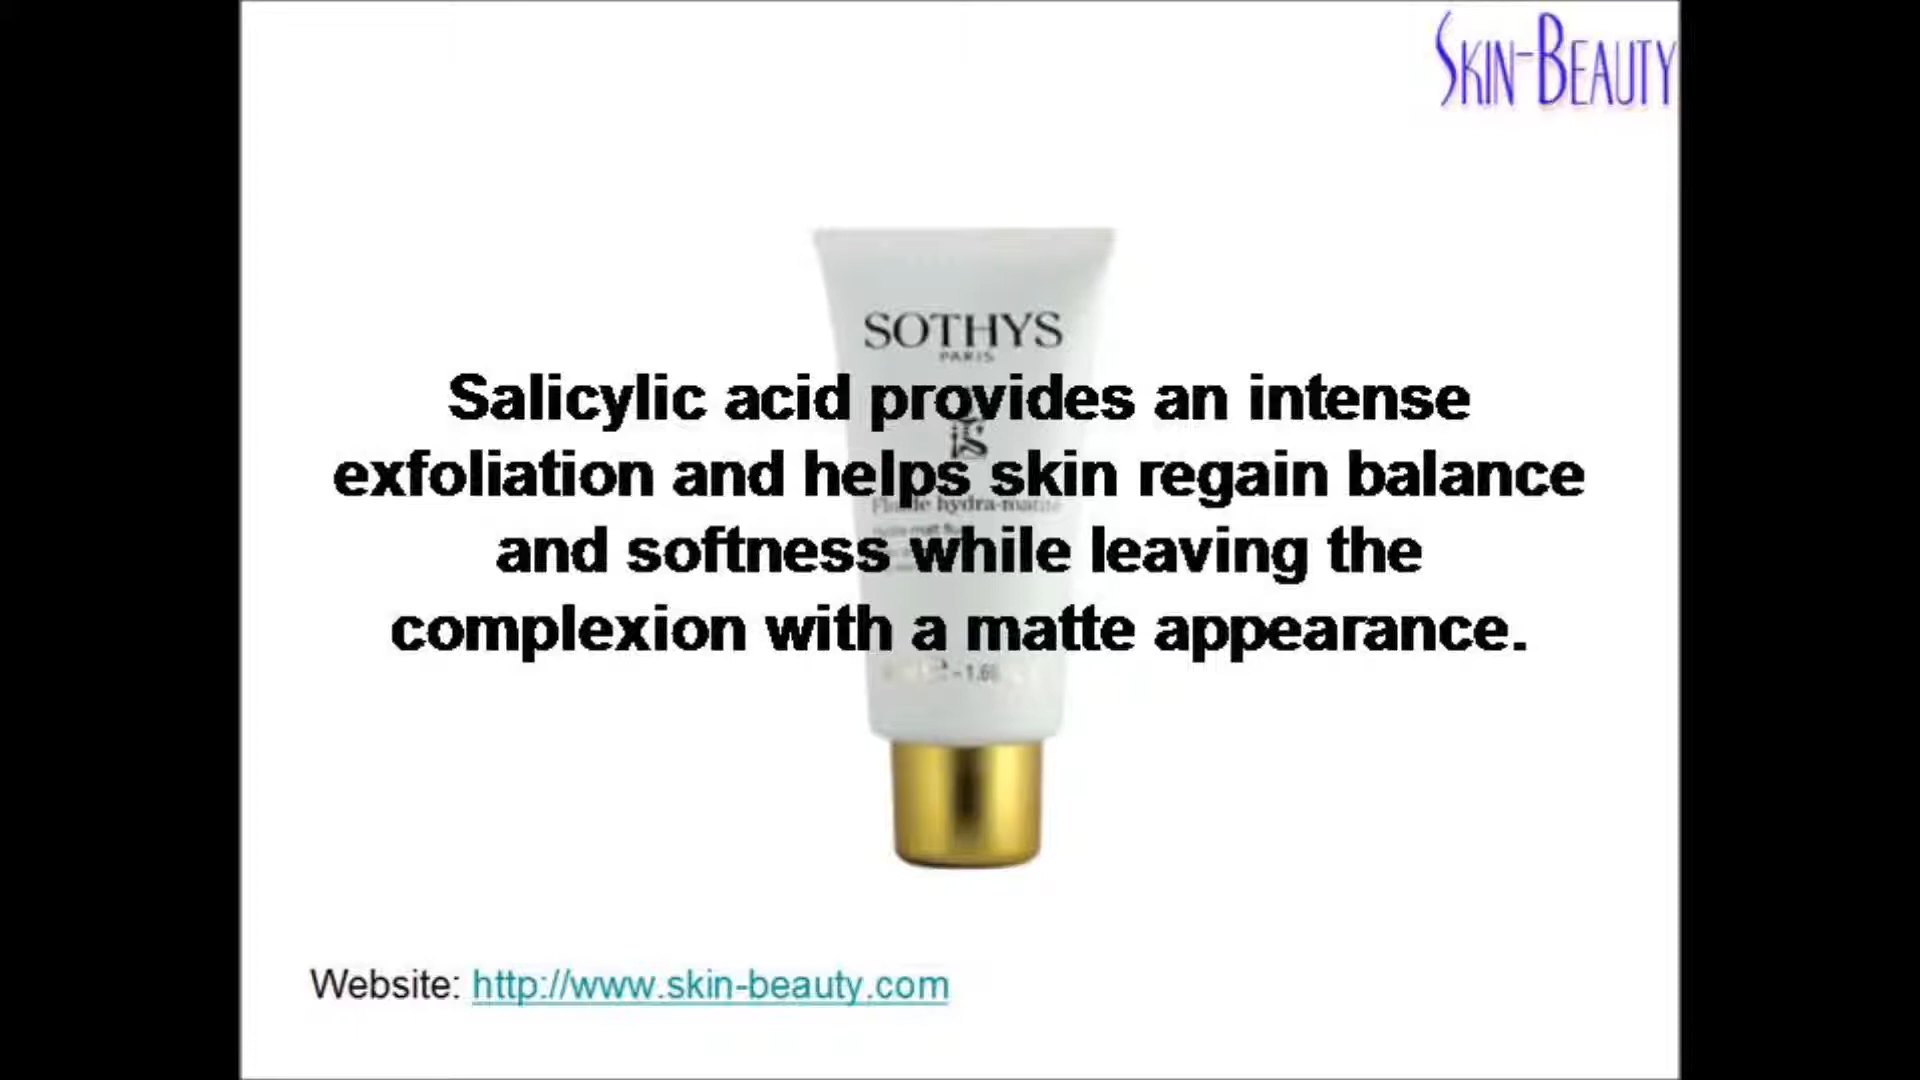 SKIN-BEAUTY
SOTHYS
PARIS
Salicylic acid provides an intense
exfoliation and helps skin regain balance
and softness while leaving the
complexion with a matte appearance.
hydra-
Website: http://www.skin-beauty.com